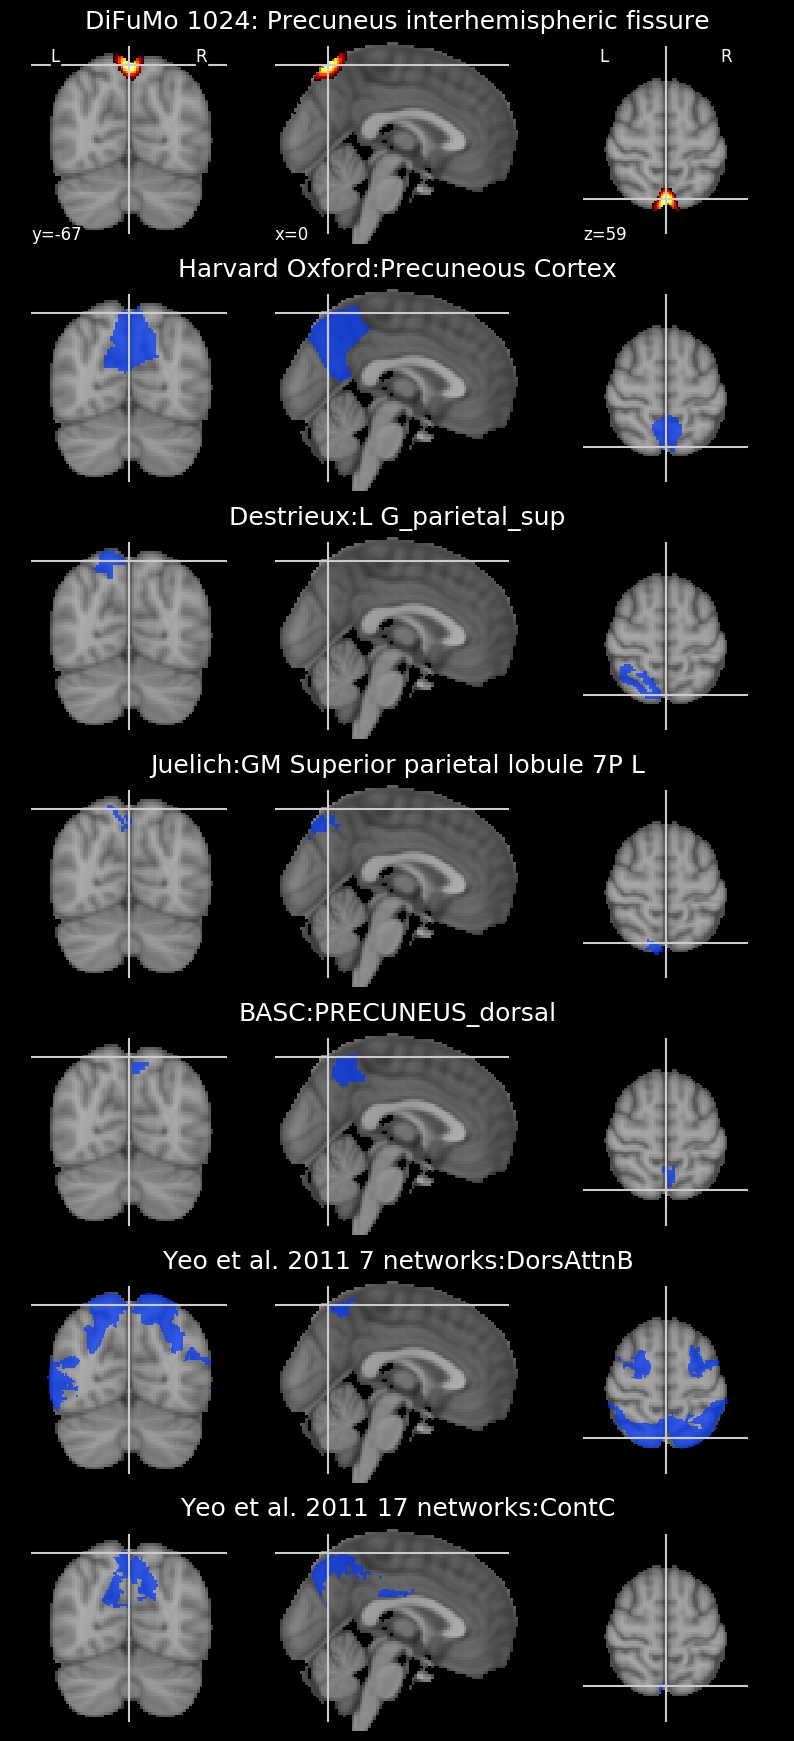 DiFuMo 1024: Precuneus interhemispheric fissure
L R L R
y=-67 x=0 z=59
Harvard Oxford:Precuneous Cortex
Destrieux:L G_parietal_sup
Juelich:GM Superior parietal lobule 7P L
BASC:PRECUNEUS_dorsal
Yeo et al. 2011 7 networks:DorsAttnB
Yeo et al. 2011 17 networks:ContC